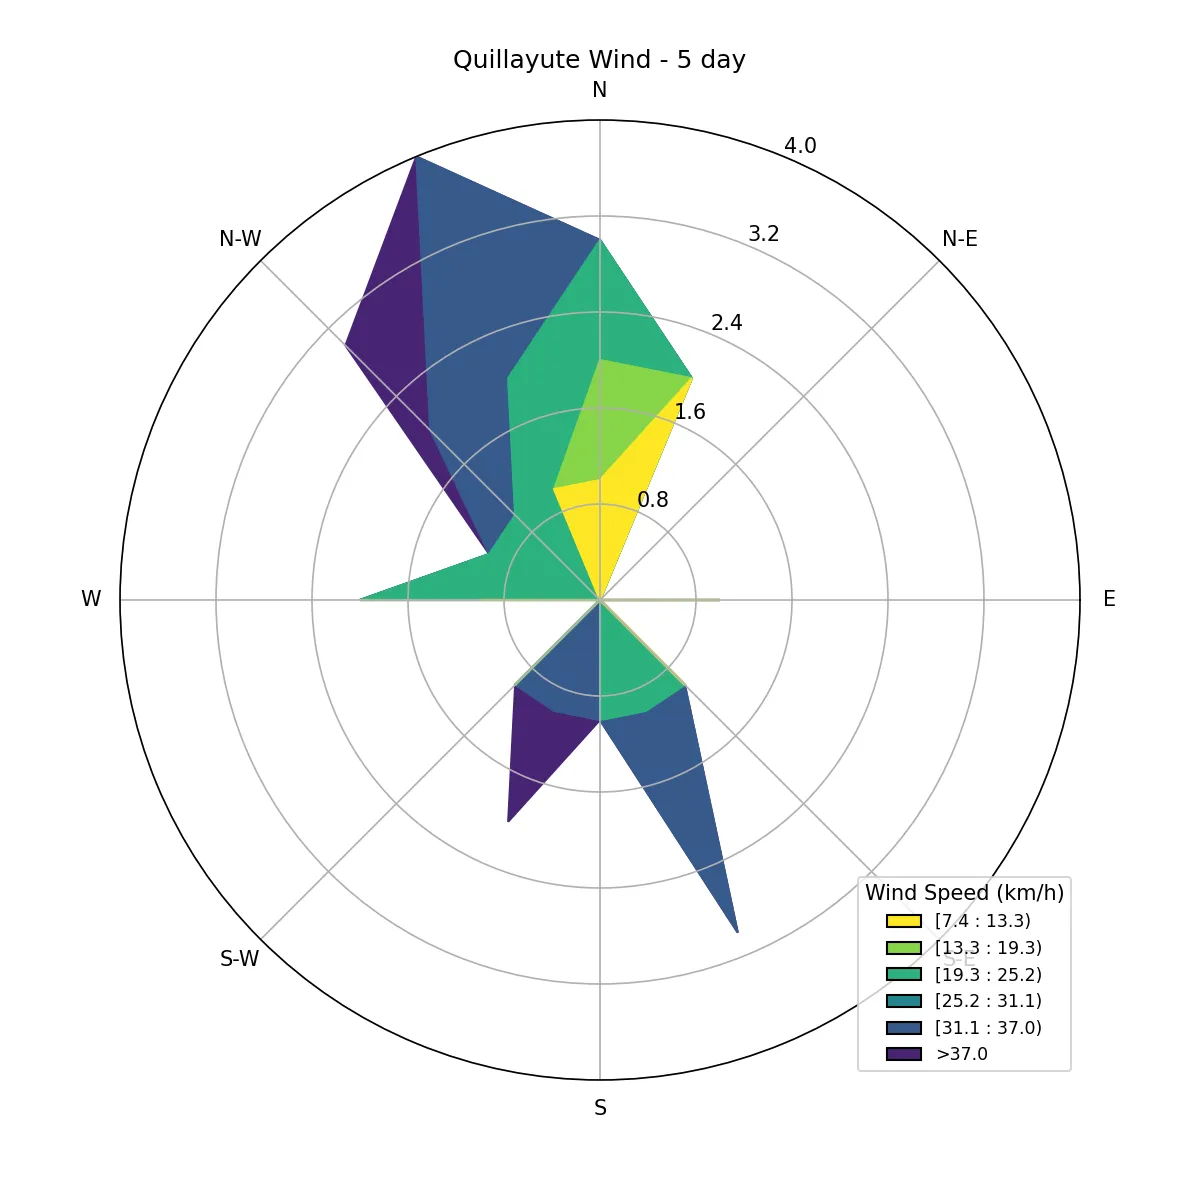 Quillayute Wind - 5 day
N
4.0
N-W
3.2
N-E
2.4
1.6
0.8
W
E
S-W
S-E
Wind Speed (km/h)
[7.4 : 13.3)
[13.3 : 19.3)
[19.3 : 25.2)
[25.2 : 31.1)
[31.1 : 37.0)
>37.0
S